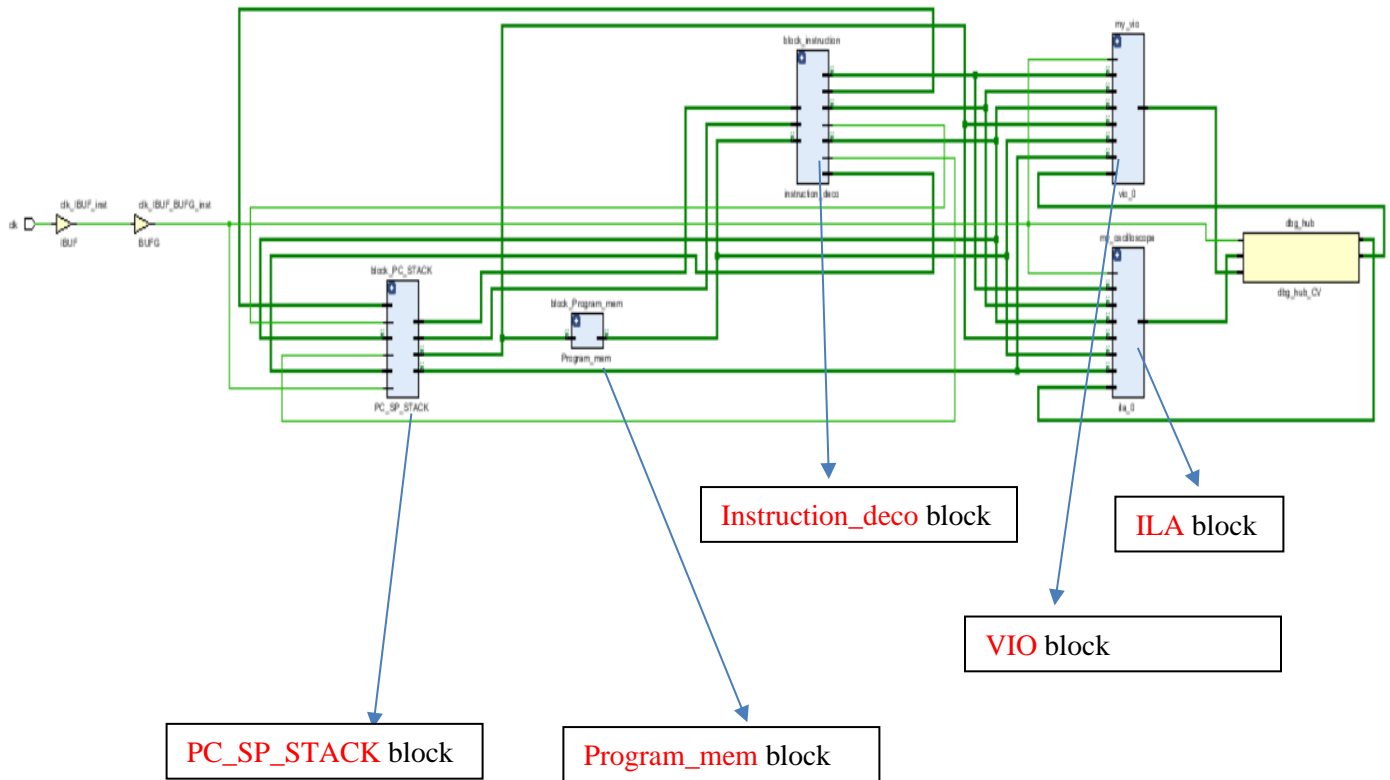 my_vio
block_instruction
instruction_deco
vio_0
clk
clk_IBUF_inst
IBUF
clk_IBUF_BUFG_inst
BUFG
my_oscilloscope
dbg_hub
dbg_hub_CV
block_PC_STACK
block_Program_mem
Program_mem
PC_SP_STACK
ila_0
Instruction_deco block
ILA block
VIO block
PC_SP_STACK block
Program_mem block